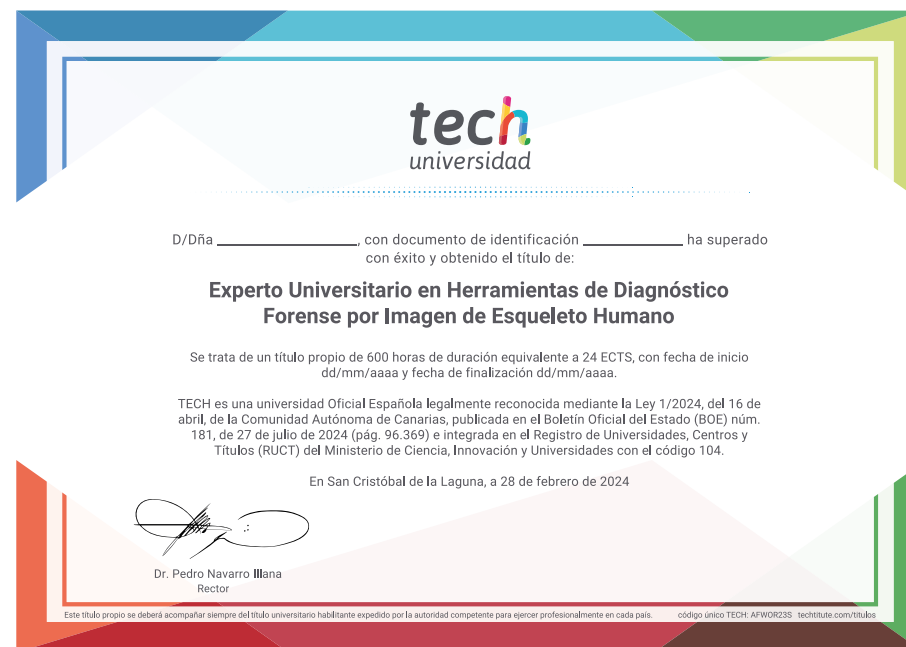 tech
universidad
D/Dña ________________, con documento de identificación ____________ ha superado
con éxito y obtenido el título de:
Experto Universitario en Herramientas de Diagnóstico
Forense por Imagen de Esqueleto Humano
Se trata de un título propio de 600 horas de duración equivalente a 24 ECTS, con fecha de inicio
dd/mm/aaaa y fecha de finalización dd/mm/aaaa.
TECH es una universidad Oficial Española legalmente reconocida mediante la Ley 1/2024, del 16 de
abril, de la Comunidad Autónoma de Canarias, publicada en el Boletín Oficial del Estado (BOE) núm.
181, de 27 de julio de 2024 (pág. 96.369) e integrada en el Registro de Universidades, Centros y
Títulos (RUCT) del Ministerio de Ciencia, Innovación y Universidades con el código 104.
En San Cristóbal de la Laguna, a 28 de febrero de 2024
Dr. Pedro Navarro Illana
Rector
Este título propio se deberá acompañar siempre del título universitario habilitante expedido por la autoridad competente para ejercer profesionalmente en cada país. código único TECH: AFWOR23S techtitute.com/titulos